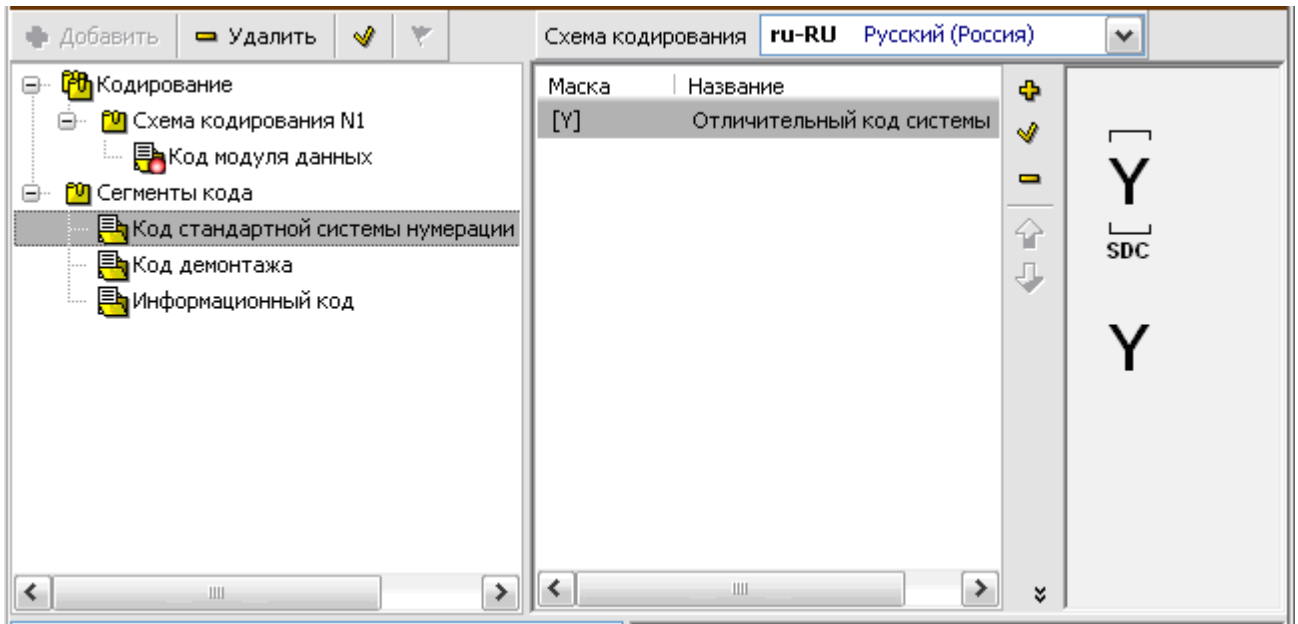 Добавить Удалить Схема кодирования ru-RU Русский (Россия)
Кодирование
Схема кодирования N1
Код модуля данных
Сегменты кода
Код стандартной системы нумерации
Код демонтажа
Информационный код
Маска Название
[Y] Отличительный код системы
Y
SDC
Y